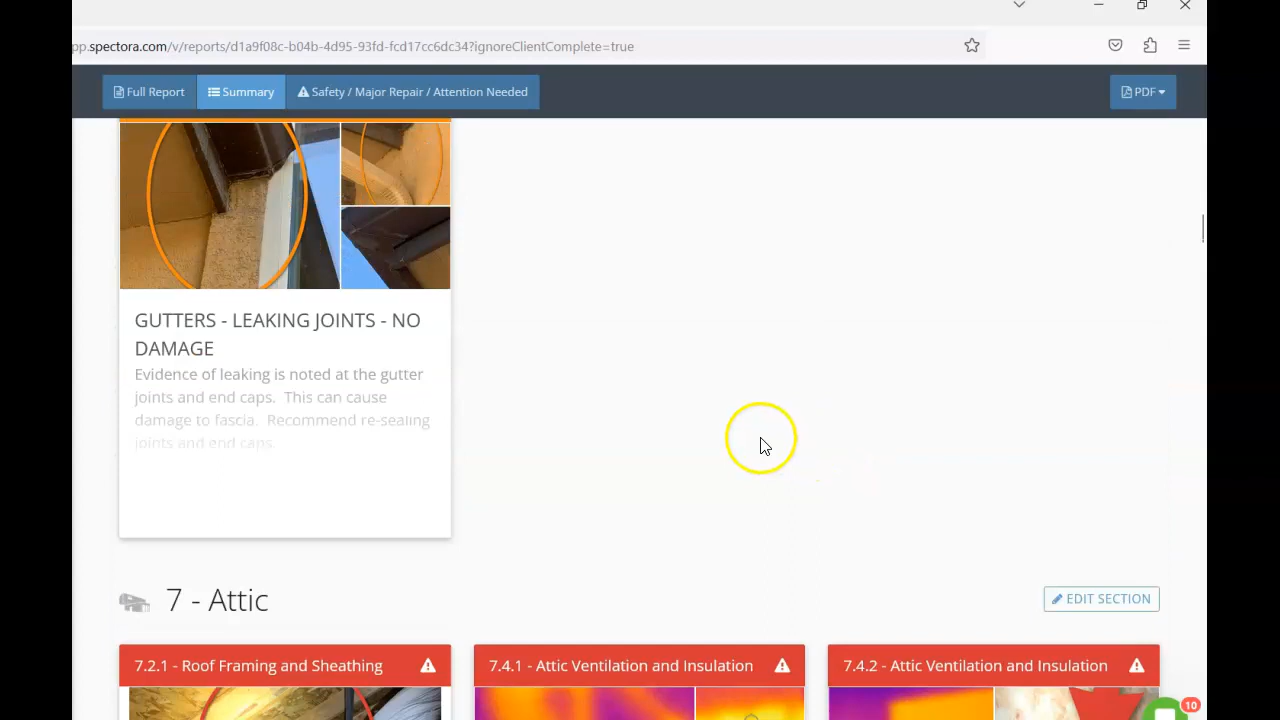 pp.spectora.com/v/reports/d1a9f08c-b04b-4d95-93fd-fcd17cc6dc34?ignoreClientComplete=true
Full Report Summary Safety / Major Repair / Attention Needed PDF
GUTTERS - LEAKING JOINTS - NO
DAMAGE
Evidence of leaking is noted at the gutter
joints and end caps. This can cause
damage to fascia. Recommend re-sealing
joints and end caps.
7 - Attic EDIT SECTION
7.2.1 - Roof Framing and Sheathing 7.4.1 - Attic Ventilation and Insulation 7.4.2 - Attic Ventilation and Insulation
10